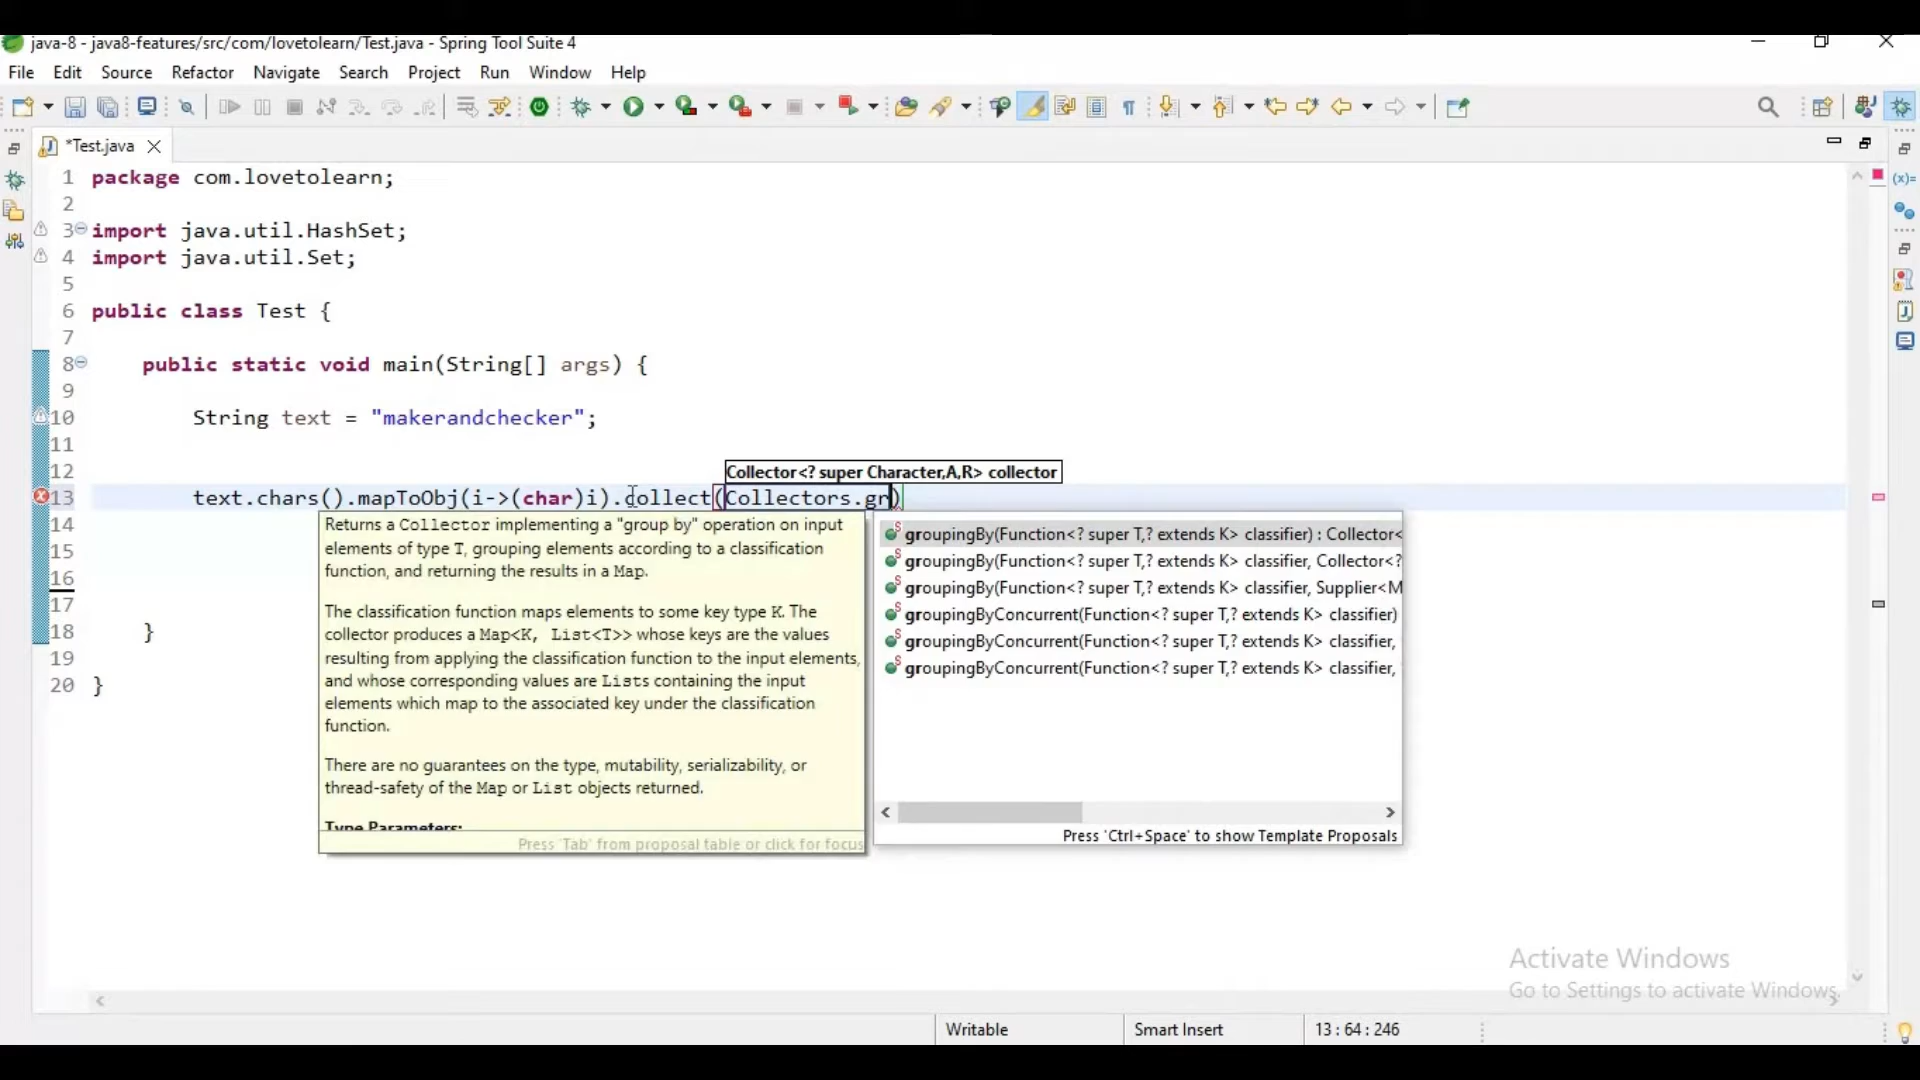 java-8 - java8-features/src/com/lovetolearn/Test.java - Spring Tool Suite 4
File Edit Source Refactor Navigate Search Project Run Window Help
*Test.java
1 package com.lovetolearn;
2
3 import java.util.HashSet;
4 import java.util.Set;
5
6 public class Test {
7
8 public static void main(String[] args) {
9
10 String text = "makerandchecker";
11
12
Collector<? super Character,A,R> collector
13 text.chars().mapToObj(i->(char)i).collect(Collectors.gr)
14
15
16
17
18 }
19
20 }
Returns a Collector implementing a "group by" operation on input
elements of type T, grouping elements according to a classification
function, and returning the results in a Map.
The classification function maps elements to some key type K. The
collector produces a Map<K, List<T>> whose keys are the values
resulting from applying the classification function to the input elements,
and whose corresponding values are Lists containing the input
elements which map to the associated key under the classification
function.
There are no guarantees on the type, mutability, serializability, or
thread-safety of the Map or List objects returned.
Type Parameters:
Press 'Tab' from proposal table or click for focus
groupingBy(Function<? super T,? extends K> classifier) : Collector<
groupingBy(Function<? super T,? extends K> classifier, Collector<?
groupingBy(Function<? super T,? extends K> classifier, Supplier<M
groupingByConcurrent(Function<? super T,? extends K> classifier)
groupingByConcurrent(Function<? super T,? extends K> classifier,
groupingByConcurrent(Function<? super T,? extends K> classifier,
Press 'Ctrl+Space' to show Template Proposals
(x)=
Activate Windows
Go to Settings to activate Windows.
Writable Smart Insert 13 : 64 : 246